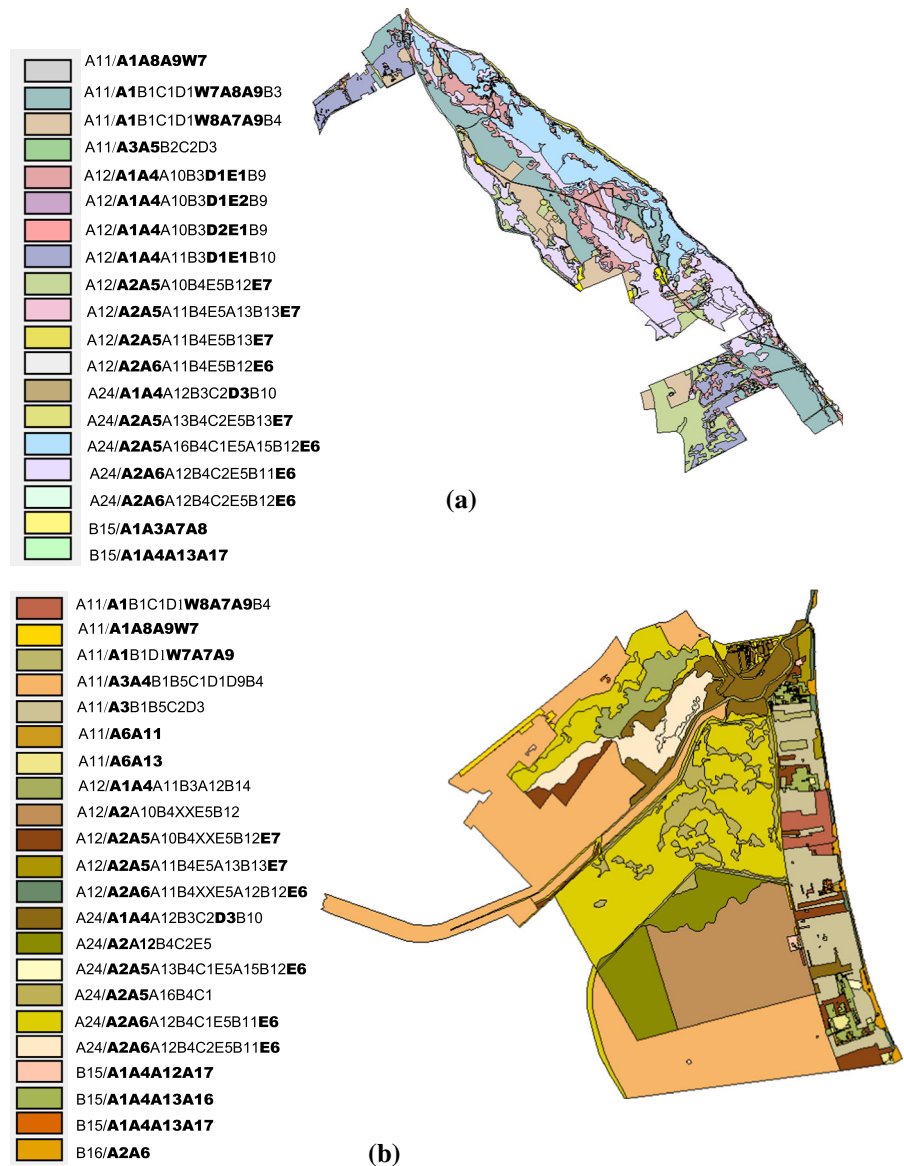 A11/A1A8A9W7
A11/A1B1C1D1W7A8A9B3
A11/A1B1C1D1W8A7A9B4
A11/A3A5B2C2D3
A12/A1A4A10B3D1E1B9
A12/A1A4A10B3D1E2B9
A12/A1A4A10B3D2E1B9
A12/A1A4A11B3D1E1B10
A12/A2A5A10B4E5B12E7
A12/A2A5A11B4E5A13B13E7
A12/A2A5A11B4E5B13E7
A12/A2A6A11B4E5B12E6
A24/A1A4A12B3C2D3B10
A24/A2A5A13B4C2E5B13E7
A24/A2A5A16B4C1E5A15B12E6
A24/A2A6A12B4C2E5B11E6
A24/A2A6A12B4C2E5B12E6
B15/A1A3A7A8
B15/A1A4A13A17
(a)
A11/A1B1C1D1W8A7A9B4
A11/A1A8A9W7
A11/A1B1D1W7A7A9
A11/A3A4B1B5C1D1D9B4
A11/A3B1B5C2D3
A11/A6A11
A11/A6A13
A12/A1A4A11B3A12B14
A12/A2A10B4XXE5B12
A12/A2A5A10B4XXE5B12E7
A12/A2A5A11B4E5A13B13E7
A12/A2A6A11B4XXE5A12B12E6
A24/A1A4A12B3C2D3B10
A24/A2A12B4C2E5
A24/A2A5A13B4C1E5A15B12E6
A24/A2A5A16B4C1
A24/A2A6A12B4C1E5B11E6
A24/A2A6A12B4C2E5B11E6
B15/A1A4A12A17
B15/A1A4A13A16
B15/A1A4A13A17
B16/A2A6
(b)